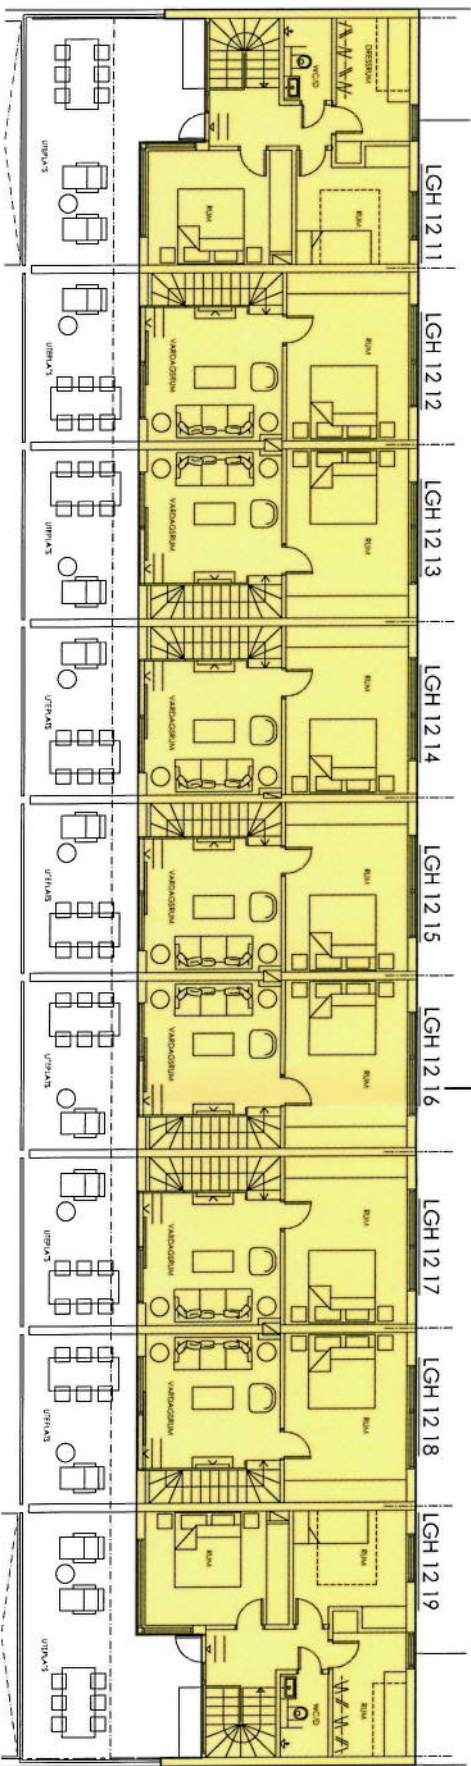 LGH 12 11
DRESSRUM
WC/D
RUM
RUM
UTEPLATS
LGH 12 12
RUM
VARDAGSRUM
UTEPLATS
LGH 12 13
RUM
VARDAGSRUM
UTEPLATS
LGH 12 14
RUM
VARDAGSRUM
UTEPLATS
LGH 12 15
RUM
VARDAGSRUM
UTEPLATS
LGH 12 16
RUM
VARDAGSRUM
UTEPLATS
LGH 12 17
RUM
VARDAGSRUM
UTEPLATS
LGH 12 18
RUM
VARDAGSRUM
UTEPLATS
LGH 12 19
RUM
RUM
RUM
WC/D
UTEPLATS